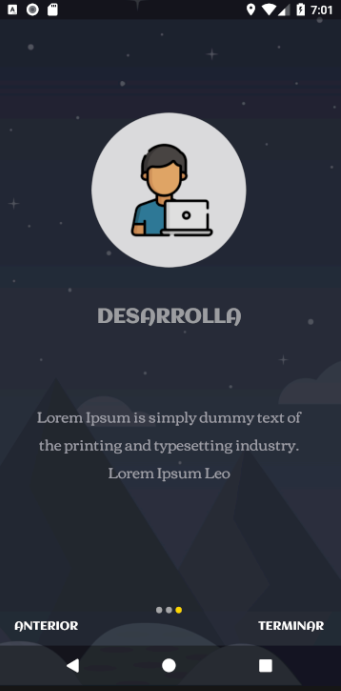 7:01
DESARROLLA
Lorem Ipsum is simply dummy text of
the printing and typesetting industry.
Lorem Ipsum Leo
ANTERIOR
TERMINAR